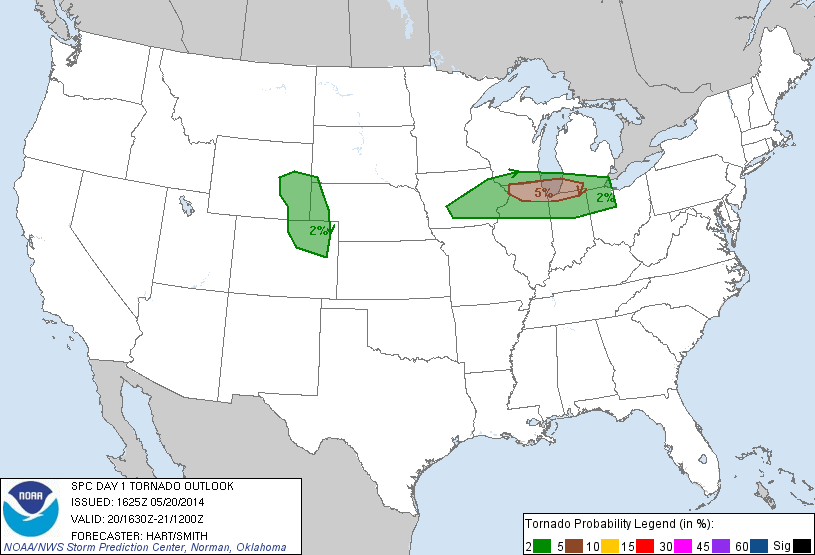 2%
5%
2%
NOAA
SPC DAY 1 TORNADO OUTLOOK
ISSUED: 1625Z 05/20/2014
VALID: 20/1630Z-21/1200Z
FORECASTER: HART/SMITH
NOAA/NWS Storm Prediction Center, Norman, Oklahoma
Tornado Probability Legend (in %):
2 5 10 15 30 45 60 Sig